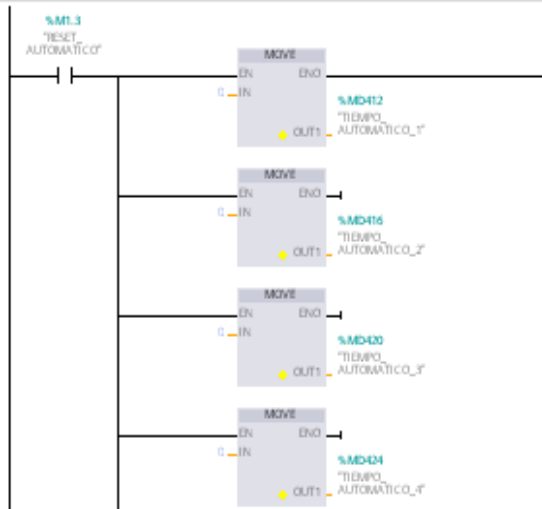 %M1.3
"RESET_
AUTOMATICO"
MOVE
EN ENO
0 IN
%MD412
"TIEMPO_
OUT1 AUTOMATICO_1"
MOVE
EN ENO
0 IN
%MD416
"TIEMPO_
OUT1 AUTOMATICO_2"
MOVE
EN ENO
0 IN
%MD420
"TIEMPO_
OUT1 AUTOMATICO_3"
MOVE
EN ENO
0 IN
%MD424
"TIEMPO_
OUT1 AUTOMATICO_4"